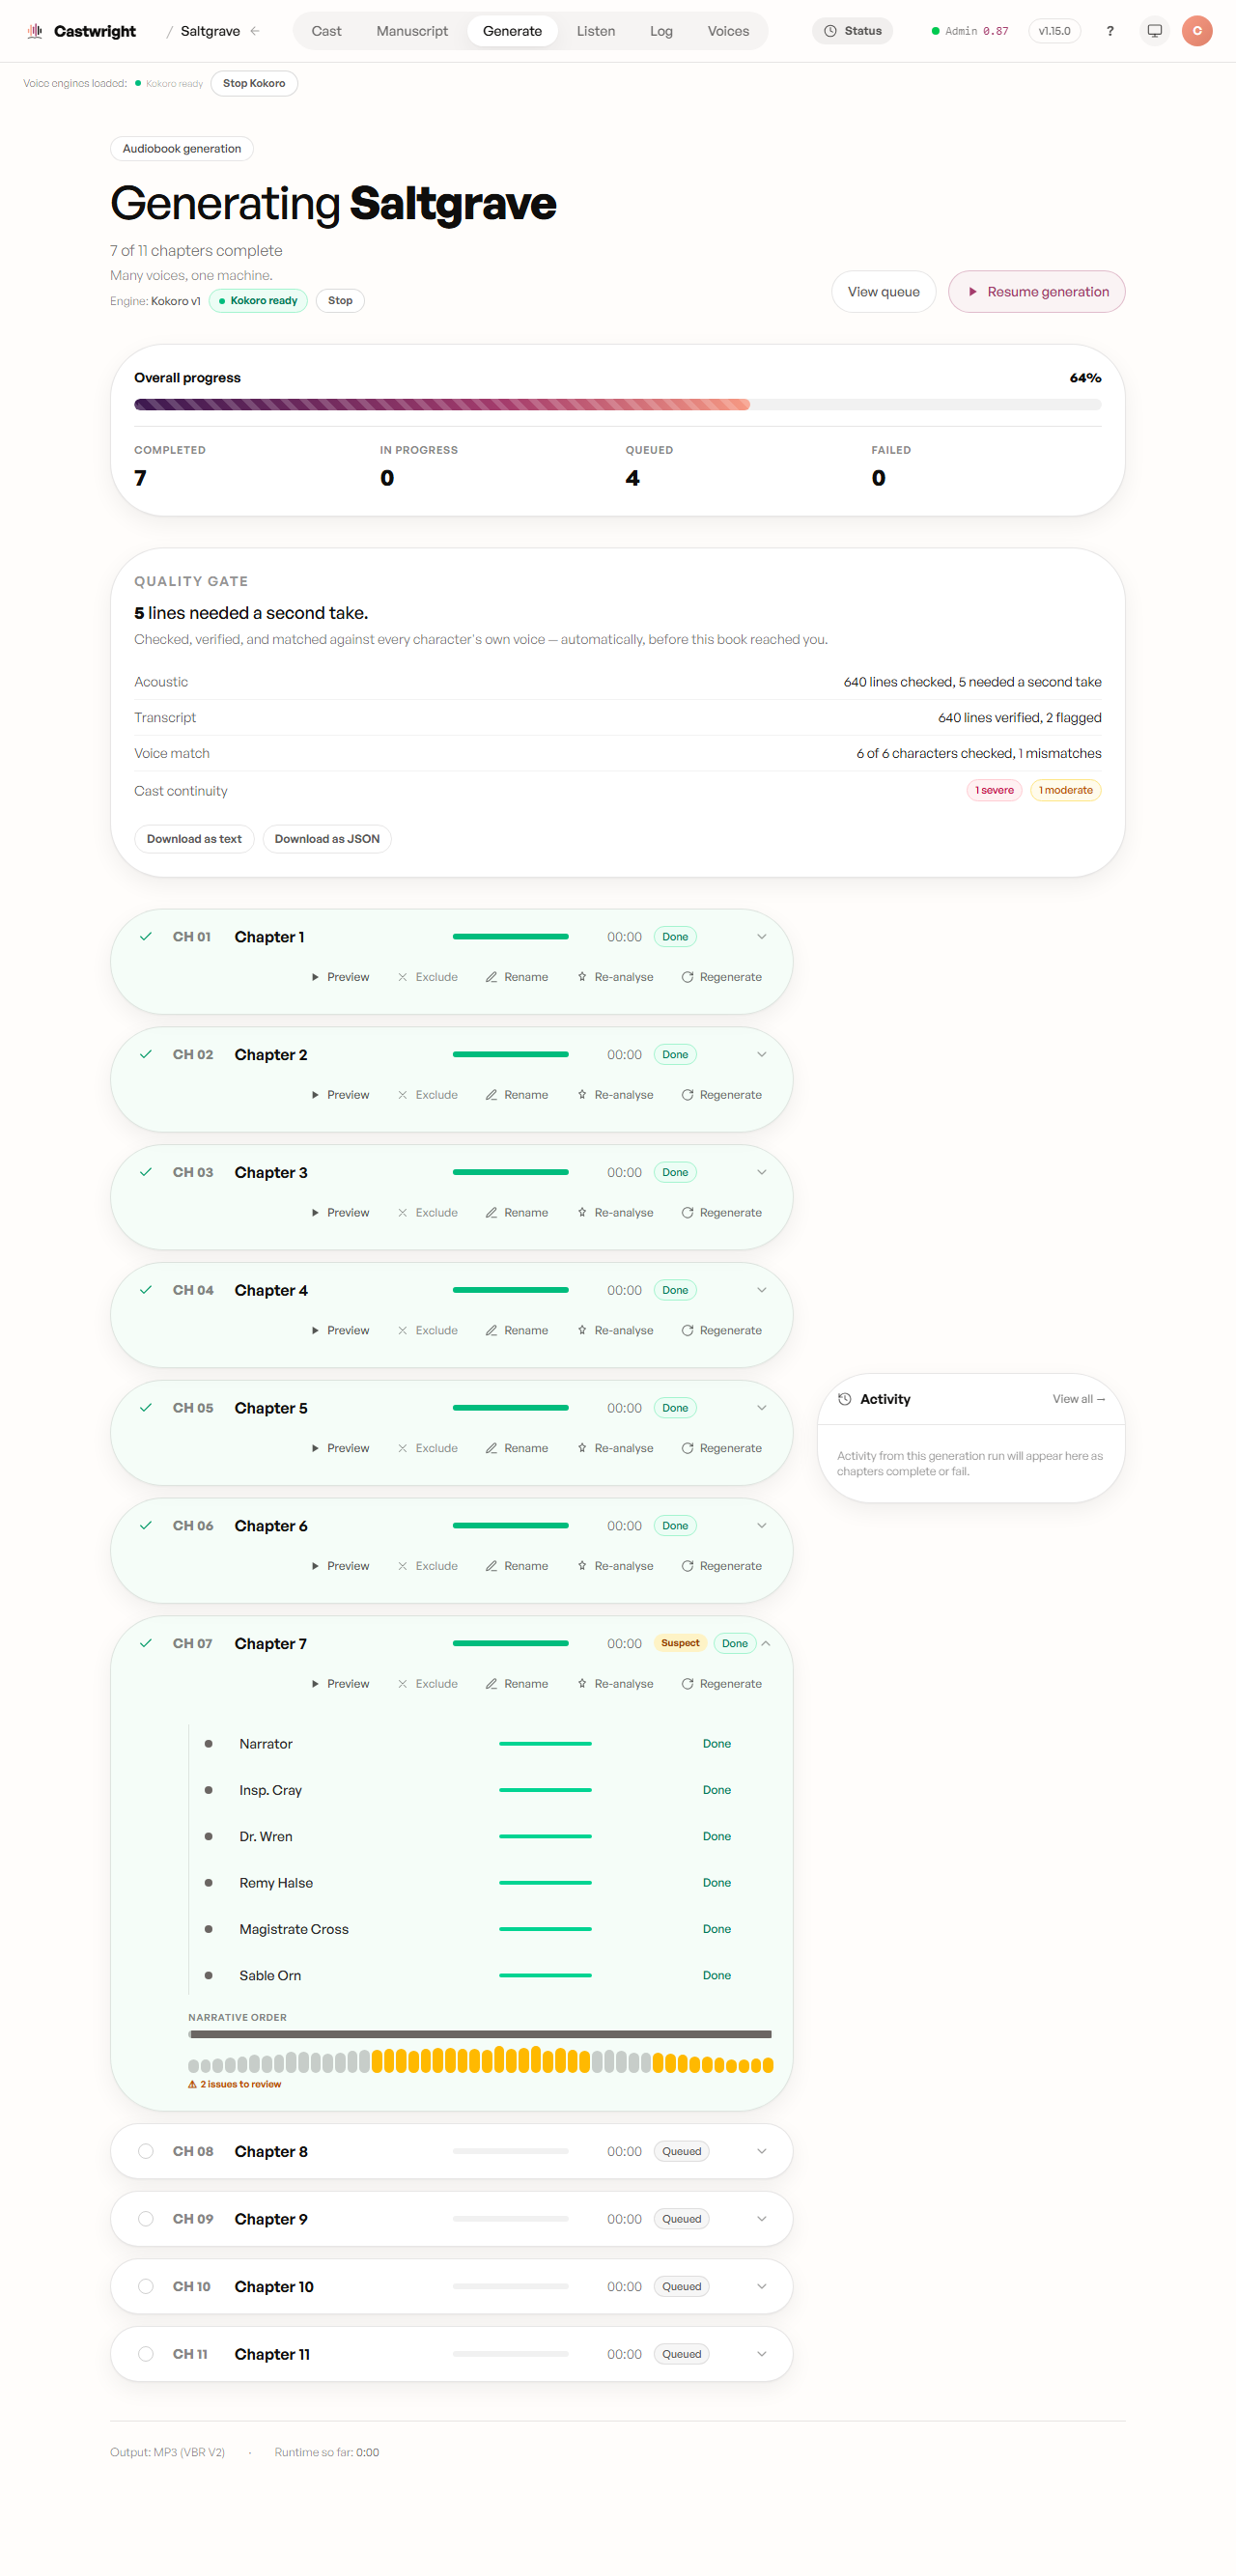 Castwright / Saltgrave ← Cast Manuscript Generate Listen Log Voices Status Admin 0.87 v1.15.0 ? C
Voice engines loaded: Kokoro ready Stop Kokoro
Audiobook generation
Generating Saltgrave
7 of 11 chapters complete
Many voices, one machine.
Engine: Kokoro v1 Kokoro ready Stop
View queue Resume generation
Overall progress 64%
COMPLETED IN PROGRESS QUEUED FAILED
7 0 4 0
QUALITY GATE
5 lines needed a second take.
Checked, verified, and matched against every character's own voice — automatically, before this book reached you.
Acoustic 640 lines checked, 5 needed a second take
Transcript 640 lines verified, 2 flagged
Voice match 6 of 6 characters checked, 1 mismatches
Cast continuity 1 severe 1 moderate
Download as text Download as JSON
CH 01 Chapter 1 00:00 Done
Preview Exclude Rename Re-analyse Regenerate
CH 02 Chapter 2 00:00 Done
Preview Exclude Rename Re-analyse Regenerate
CH 03 Chapter 3 00:00 Done
Preview Exclude Rename Re-analyse Regenerate
CH 04 Chapter 4 00:00 Done
Preview Exclude Rename Re-analyse Regenerate
CH 05 Chapter 5 00:00 Done
Preview Exclude Rename Re-analyse Regenerate
Activity View all →
Activity from this generation run will appear here as
chapters complete or fail.
CH 06 Chapter 6 00:00 Done
Preview Exclude Rename Re-analyse Regenerate
CH 07 Chapter 7 00:00 Suspect Done
Preview Exclude Rename Re-analyse Regenerate
Narrator Done
Insp. Cray Done
Dr. Wren Done
Remy Halse Done
Magistrate Cross Done
Sable Orn Done
NARRATIVE ORDER
⚠ 2 issues to review
CH 08 Chapter 8 00:00 Queued
CH 09 Chapter 9 00:00 Queued
CH 10 Chapter 10 00:00 Queued
CH 11 Chapter 11 00:00 Queued
Output: MP3 (VBR V2) · Runtime so far: 0:00